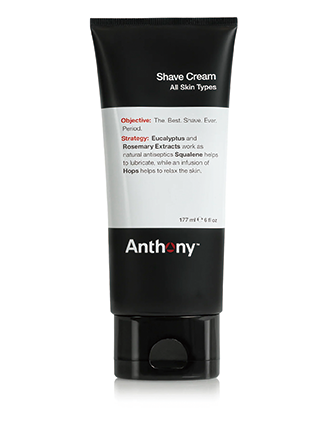 Shave Cream
All Skin Types
Objective: The Best. Shave. Ever.
Period.
Strategy: Eucalyptus and
Rosemary Extracts work as
natural antiseptics Squalene helps
to lubricate, while an infusion of
Hops helps to relax the skin.
177 ml ℮ 6 fl oz
Anthony™